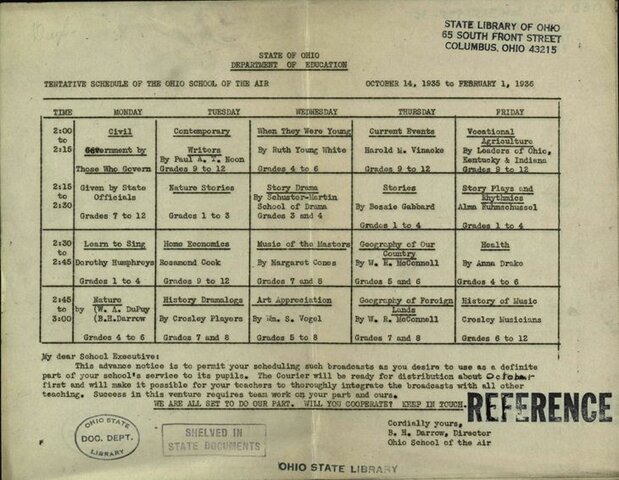 STATE LIBRARY OF OHIO
65 SOUTH FRONT STREET
COLUMBUS, OHIO 43215
STATE OF OHIO
DEPARTMENT OF EDUCATION
TENTATIVE SCHEDULE OF THE OHIO SCHOOL OF THE AIR OCTOBER 14, 1935 to FEBRUARY 1, 1936
TIME MONDAY TUESDAY WEDNESDAY THURSDAY FRIDAY
2:00 to 2:15
Civil
Government by
Those Who Govern
Contemporary
Writers
By Paul A. T. Noon
Grades 9 to 12
When They Were Young
By Ruth Young White
Grades 4 to 6
Current Events
Harold M. Vinacke
Grades 9 to 12
Vocational
Agriculture
By Leaders of Ohio,
Kentucky & Indiana
Grades 9 to 12
2:15 to 2:30
Given by State
Officials
Grades 7 to 12
Nature Stories
Grades 1 to 3
Story Drama
By Schuster-Martin
School of Drama
Grades 3 and 4
Stories
By Bessie Gabbard
Grades 1 to 4
Story Plays and
Rhythmics
Alma
Grades 1 to 4
2:30 to 2:45
Learn to Sing
Dorothy Humphreys
Grades 1 to 4
Home Economics
Rosamond Cook
Grades 9 to 12
Music of the Masters
By Margaret Cones
Grades 7 and 8
Geography of Our
Country
By W. R. McConnell
Grades 5 and 6
Health
By Anna Drake
Grades 4 to 6
2:45 to 3:00
Nature
by (W. A. DuPuy
(B.H.Darrow
Grades 4 to 6
History Dramalogs
By Crosley Players
Grades 7 and 8
Art Appreciation
By Wm. S. Vogel
Grades 5 to 8
Geography of Foreign
Lands
By W. R. McConnell
Grades 7 and 8
History of Music
Crosley Musicians
Grades 6 to 12
My dear School Executive:
This advance notice is to permit your scheduling such broadcasts as you desire to use as a definite
part of your school's service to its pupils. The Courier will be ready for distribution about October
first and will make it possible for your teachers to thoroughly integrate the broadcasts with all other
teaching. Success in this venture requires team work on your part and ours.
WE ARE ALL SET TO DO OUR PART. WILL YOU COOPERATE? KEEP IN TOUCH.
REFERENCE
Cordially yours,
B. H. Darrow, Director
Ohio School of the Air
OHIO STATE
DOC. DEPT.
LIBRARY
SHELVED IN
STATE DOCUMENTS
OHIO STATE LIBRARY